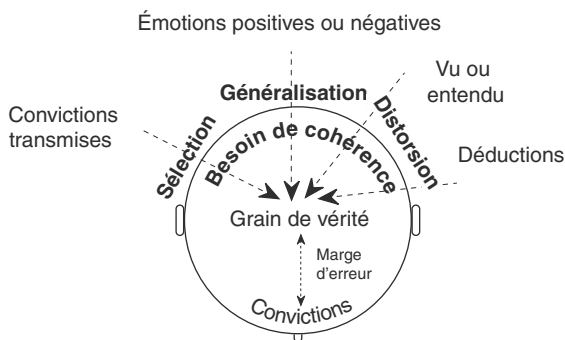 Émotions positives ou négatives
Vu ou
entendu
Convictions
transmises
Déductions
Sélection
Généralisation
Distorsion
Besoin de cohérence
Grain de vérité
Marge
d'erreur
Convictions